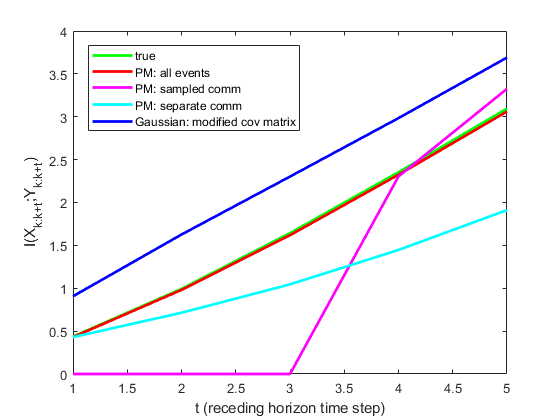 4
3.5
3
2.5
2
1.5
1
0.5
0
I(X_{k:k+t},Y_{k:k+t})
true
PM: all events
PM: sampled comm
PM: separate comm
Gaussian: modified cov matrix
1 1.5 2 2.5 3 3.5 4 4.5 5
t (receding horizon time step)